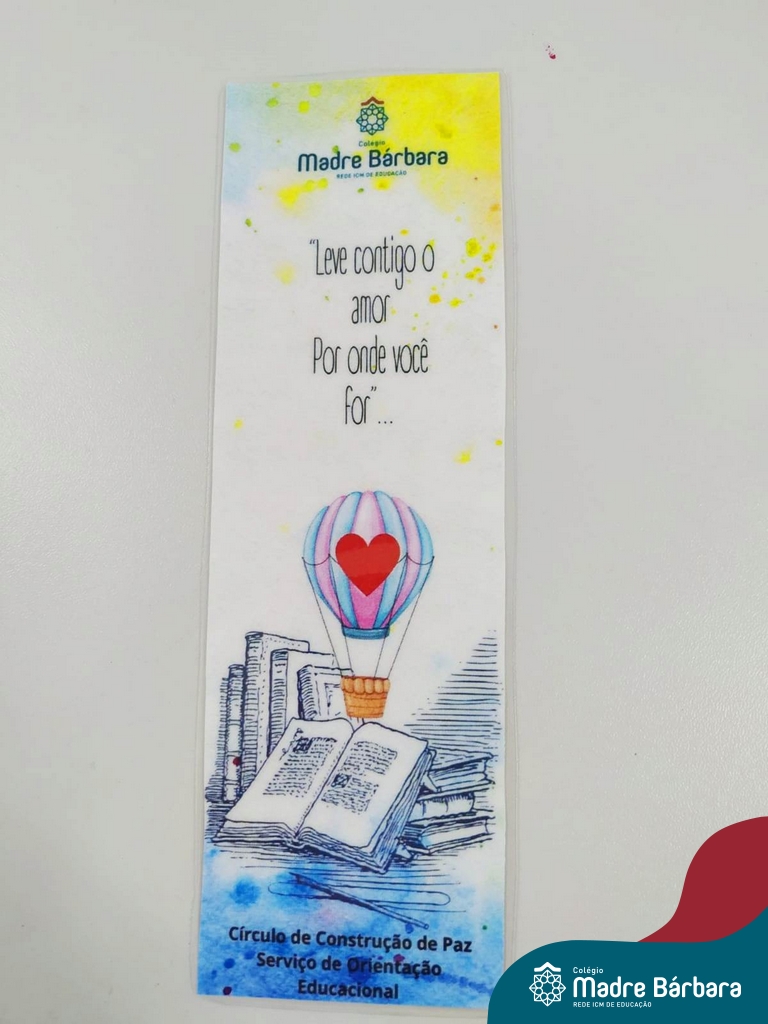 Colégio
Madre Bárbara
REDE ICM DE EDUCAÇÃO
“Leve contigo o
amor
Por onde você
for”...
Círculo de Construção de Paz
Serviço de Orientação
Educacional
Colégio
Madre Bárbara
REDE ICM DE EDUCAÇÃO